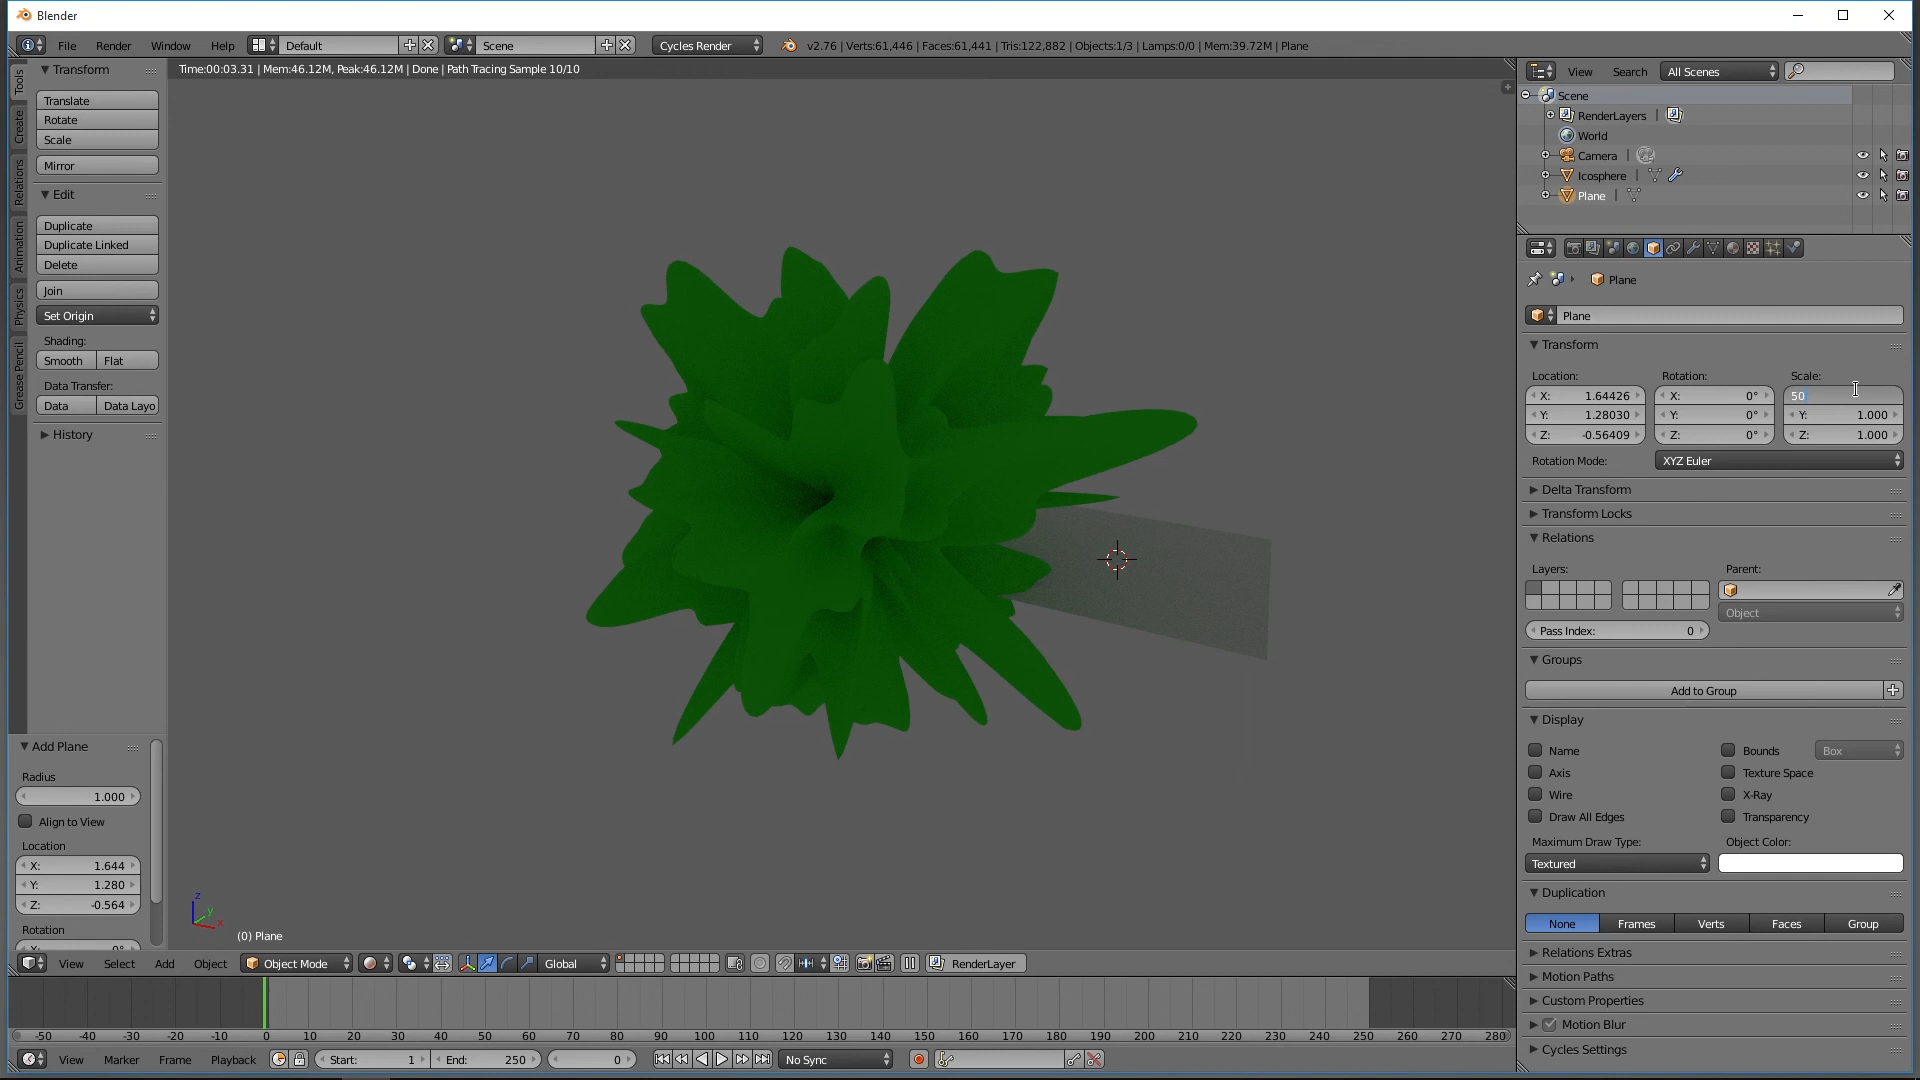 Blender
File Render Window Help Default Scene Cycles Render v2.76 | Verts:61,446 | Faces:61,441 | Tris:122,882 | Objects:1/3 | Lamps:0/0 | Mem:39.72M | Plane
Time:00:03.31 | Mem:46.12M, Peak:46.12M | Done | Path Tracing Sample 10/10
Tools
Create
Relations
Animation
Physics
Grease Pencil
Transform
Translate
Rotate
Scale
Mirror
Edit
Duplicate
Duplicate Linked
Delete
Join
Set Origin
Shading:
Smooth Flat
Data Transfer:
Data Data Layo
History
Add Plane
Radius
1.000
Align to View
Location
X: 1.644
Y: 1.280
Z: -0.564
Rotation
X: 0°
z
y
x
(0) Plane
View Select Add Object Object Mode Global RenderLayer
-50 -40 -30 -20 -10 0 10 20 30 40 50 60 70 80 90 100 110 120 130 140 150 160 170 180 190 200 210 220 230 240 250 260 270 280
View Marker Frame Playback Start: 1 End: 250 0 No Sync
View Search All Scenes
Scene
RenderLayers |
World
Camera |
Icosphere |
Plane |
Plane
Plane
Transform
Location: Rotation: Scale:
X: 1.64426 X: 0° 50
Y: 1.28030 Y: 0° Y: 1.000
Z: -0.56409 Z: 0° Z: 1.000
Rotation Mode: XYZ Euler
Delta Transform
Transform Locks
Relations
Layers: Parent:
Object
Pass Index: 0
Groups
Add to Group
Display
Name Bounds Box
Axis Texture Space
Wire X-Ray
Draw All Edges Transparency
Maximum Draw Type: Object Color:
Textured
Duplication
None Frames Verts Faces Group
Relations Extras
Motion Paths
Custom Properties
Motion Blur
Cycles Settings